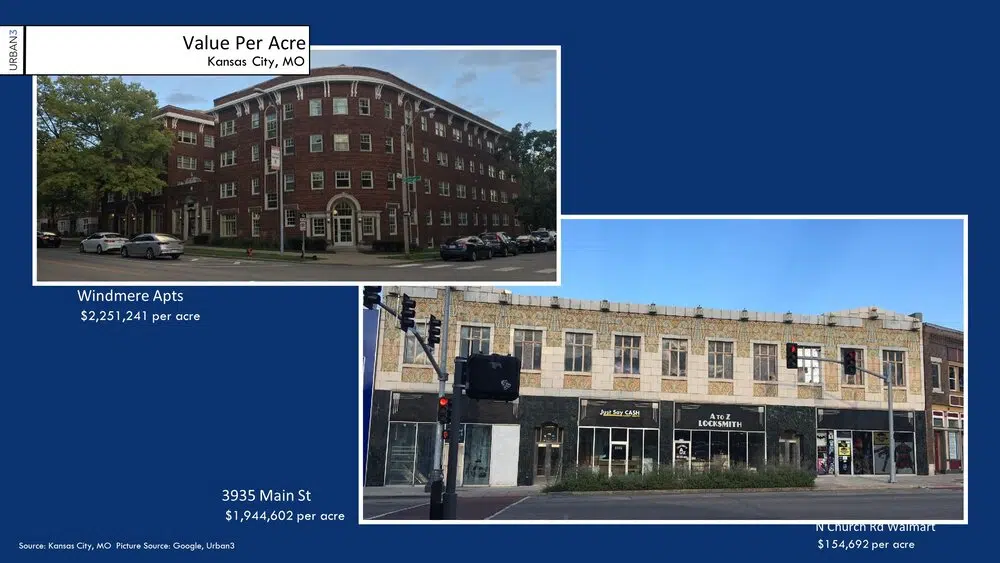 URBAN3
Value Per Acre
Kansas City, MO
Windmere Apts
$2,251,241 per acre
Just Say CASH
A to Z
LOCKSMITH
3935 Main St
$1,944,602 per acre
N Church Rd Walmart
$154,692 per acre
Source: Kansas City, MO Picture Source: Google, Urban3